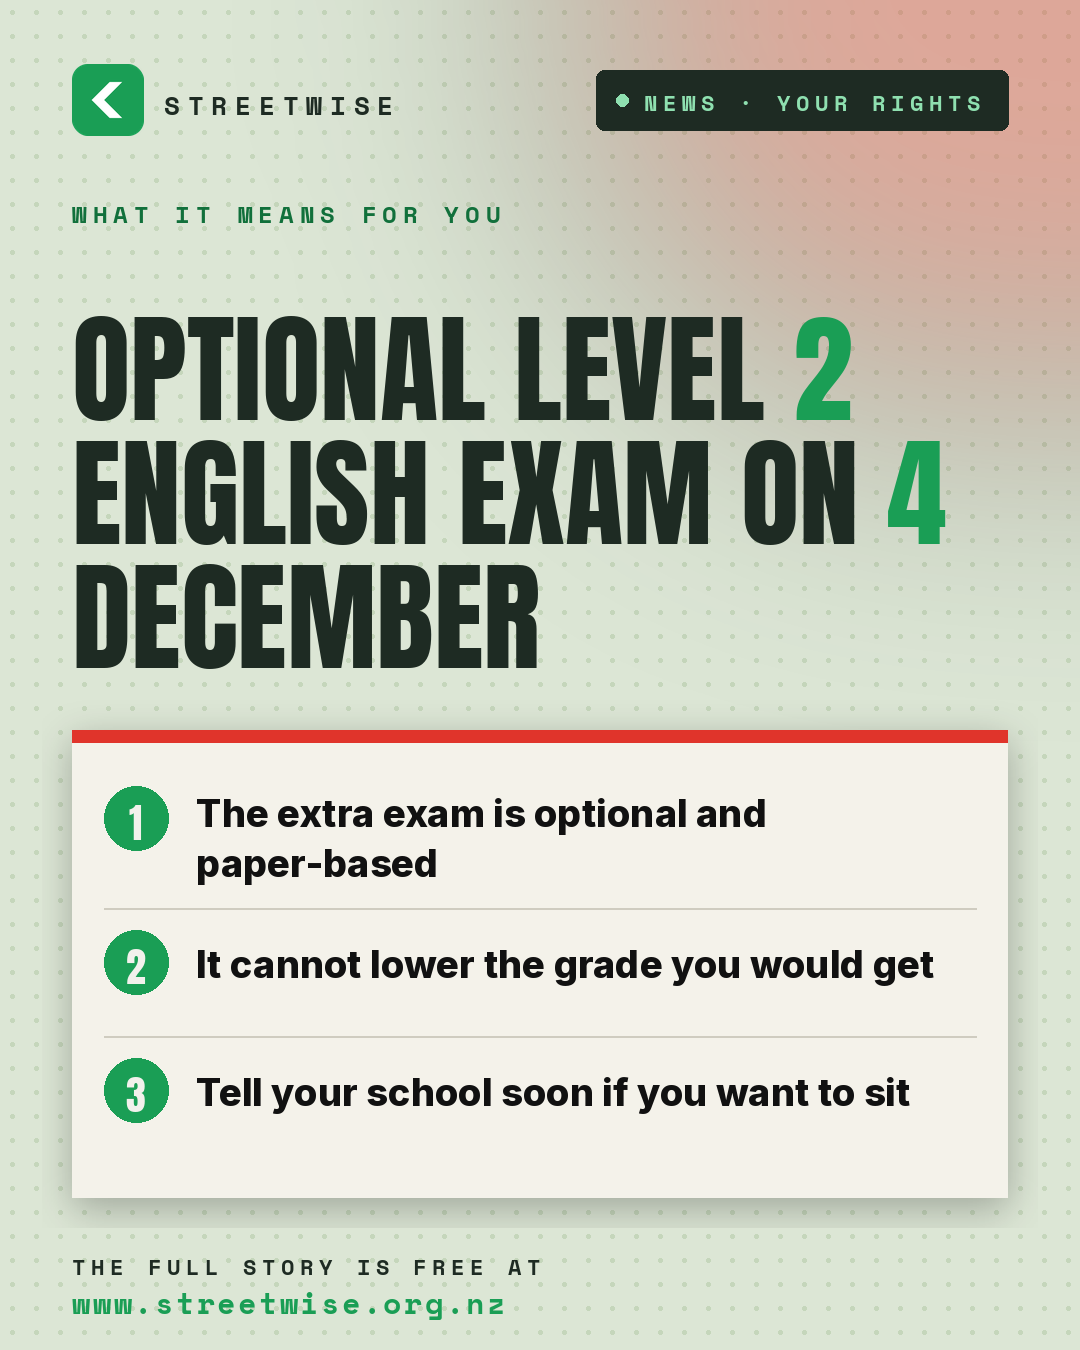 STREETWISE
NEWS · YOUR RIGHTS
WHAT IT MEANS FOR YOU
OPTIONAL LEVEL 2
ENGLISH EXAM ON 4
DECEMBER
1 The extra exam is optional and
paper-based
2 It cannot lower the grade you would get
3 Tell your school soon if you want to sit
THE FULL STORY IS FREE AT
www.streetwise.org.nz